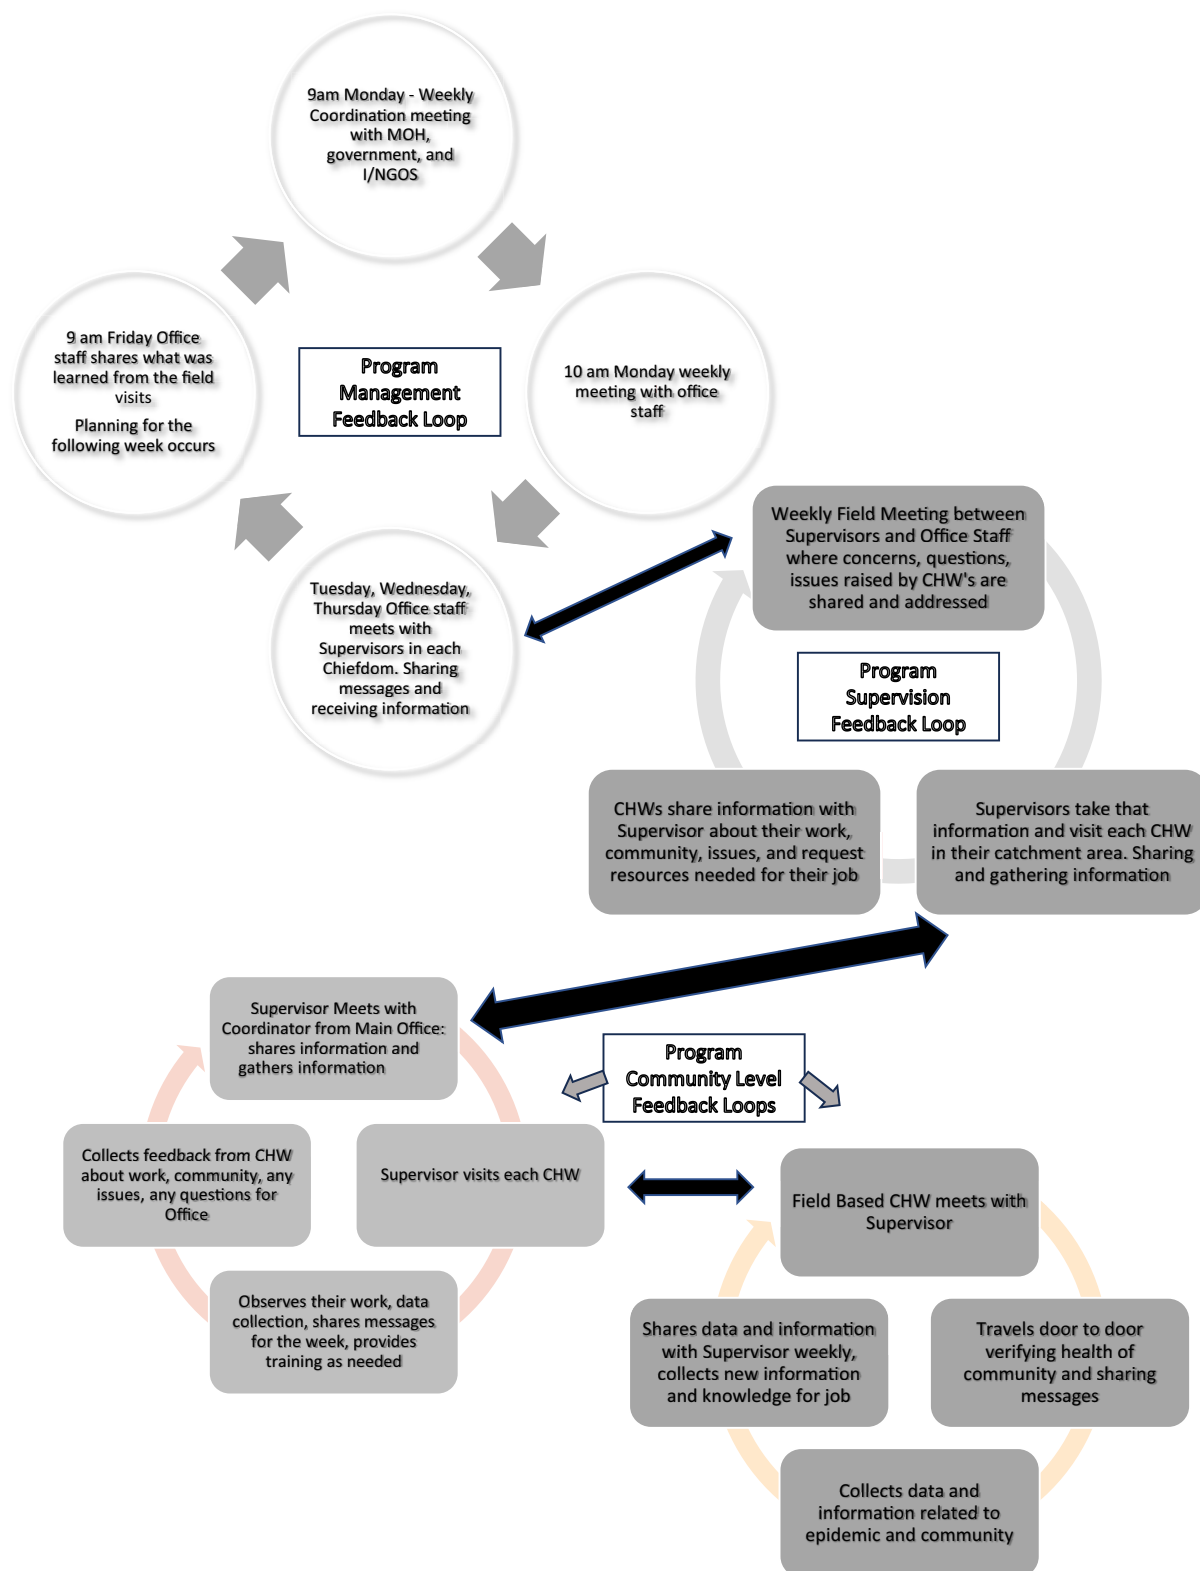 9am Monday - Weekly
Coordination meeting
with MOH,
government, and
I/NGOS
9 am Friday Office
staff shares what was
learned from the field
visits
Planning for the
following week occurs
Program
Management
Feedback Loop
10 am Monday weekly
meeting with office
staff
Tuesday, Wednesday,
Thursday Office staff
meets with
Supervisors in each
Chiefdom. Sharing
messages and
receiving information
Weekly Field Meeting between
Supervisors and Office Staff
where concerns, questions,
issues raised by CHW's are
shared and addressed
Program
Supervision
Feedback Loop
CHWs share information with
Supervisor about their work,
community, issues, and request
resources needed for their job
Supervisors take that
information and visit each CHW
in their catchment area. Sharing
and gathering information
Supervisor Meets with
Coordinator from Main Office:
shares information and
gathers information
Program
Community Level
Feedback Loops
Collects feedback from CHW
about work, community, any
issues, any questions for
Office
Supervisor visits each CHW
Observes their work, data
collection, shares messages
for the week, provides
training as needed
Field Based CHW meets with
Supervisor
Shares data and information
with Supervisor weekly,
collects new information
and knowledge for job
Travels door to door
verifying health of
community and sharing
messages
Collects data and
information related to
epidemic and community